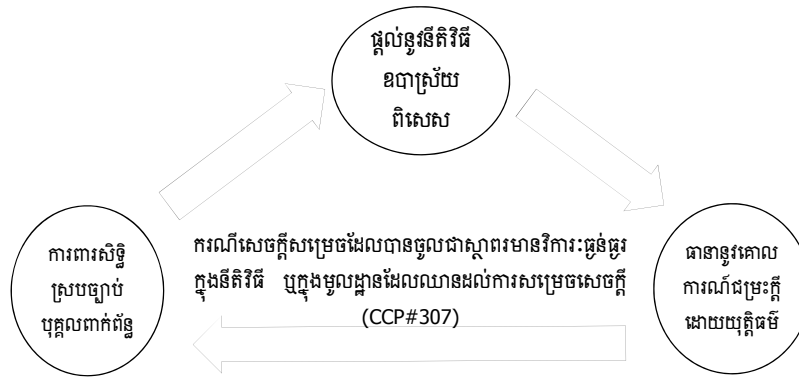 ផ្តល់នូវនីតិវិធី
ឧបាស្រ័យ
ពិសេស
ការពារសិទ្ធិ
ស្របច្បាប់
បុគ្គលពាក់ព័ន្ធ
ករណីសេចក្តីសម្រេចដែលបានចូលជាស្ថាពរមានវិការៈធ្ងន់ធ្ងរ
ក្នុងនីតិវិធី ឬក្នុងមូលដ្ឋានដែលឈានដល់ការសម្រេចសេចក្តី
(CCP#307)
ធានានូវគោល
ការណ៍ជម្រះក្តី
ដោយយុត្តិធម៌